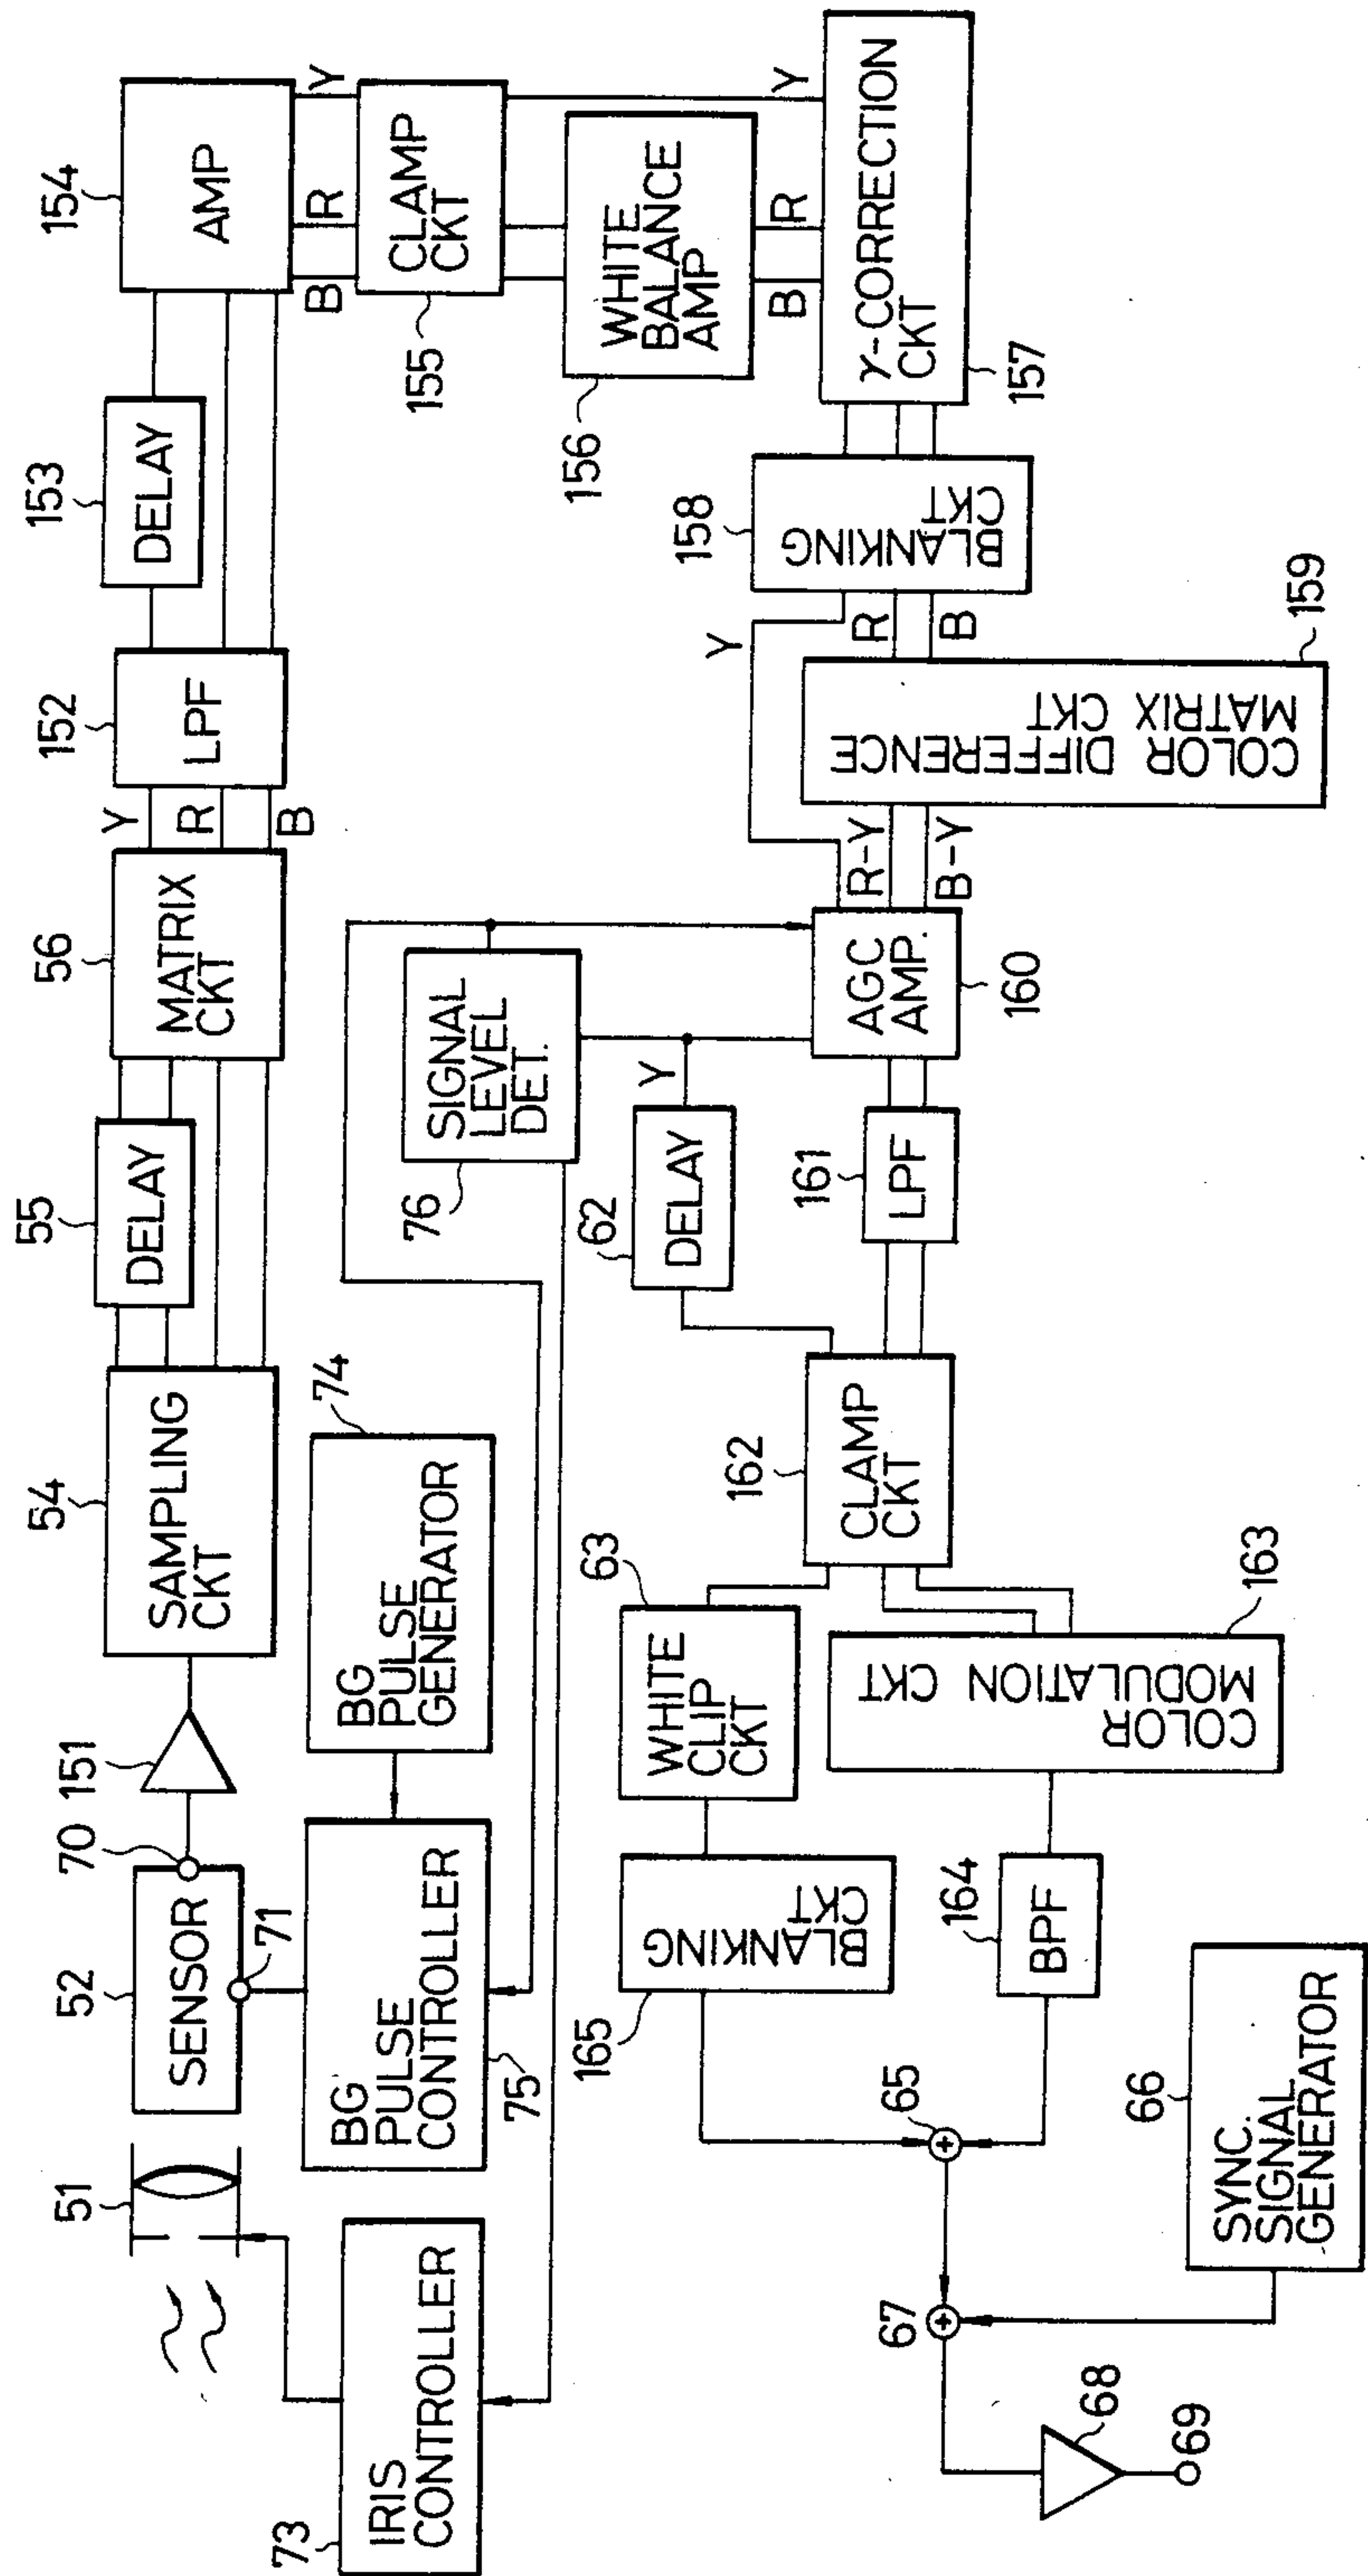 51
52
SENSOR
70
71
151
54
SAMPLING
CKT
55
DELAY
56
MATRIX
CKT
Y
R
B
152
LPF
153
DELAY
154
AMP
Y
R
B
CLAMP
CKT
155
WHITE
BALANCE
AMP
156
Y
R
B
γ-CORRECTION
CKT
157
158
BLANKING
CKT
Y
R
B
159
COLOR DIFFERENCE
MATRIX CKT
R-Y
B-Y
AGC
AMP.
160
SIGNAL
LEVEL
DET.
76
Y
62
DELAY
161
LPF
162
CLAMP
CKT
63
WHITE
CLIP
CKT
163
COLOR
MODULATION CKT
164
BPF
165
BLANKING
CKT
65
66
SYNC.
SIGNAL
GENERATOR
67
68
69
73
IRIS
CONTROLLER
BG
PULSE
CONTROLLER
75
74
BG
PULSE
GENERATOR